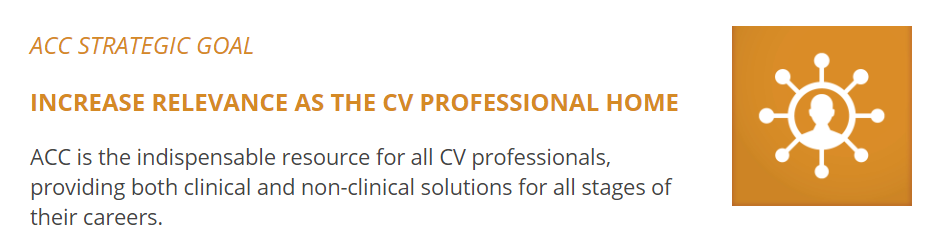 ACC STRATEGIC GOAL
INCREASE RELEVANCE AS THE CV PROFESSIONAL HOME
ACC is the indispensable resource for all CV professionals,
providing both clinical and non-clinical solutions for all stages of
their careers.